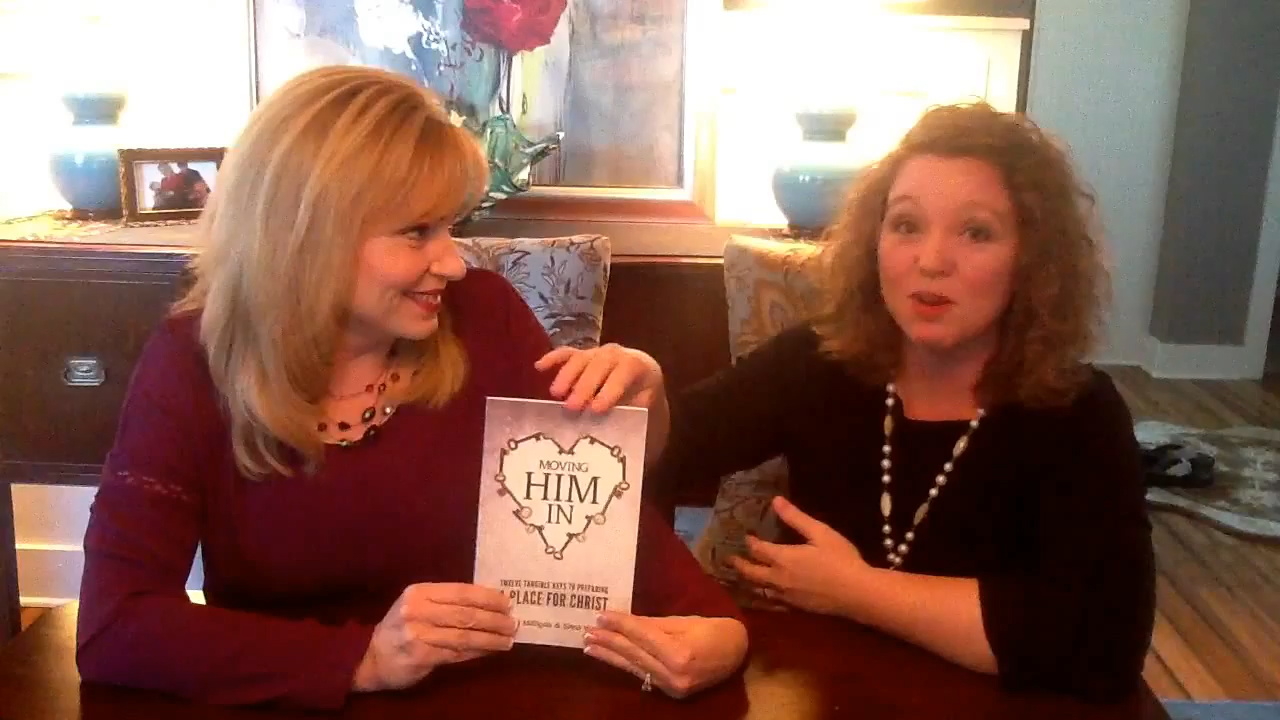 MOVING
HIM
IN
TWELVE TANGIBLE KEYS TO PREPARING
PLACE FOR CHRIST
&